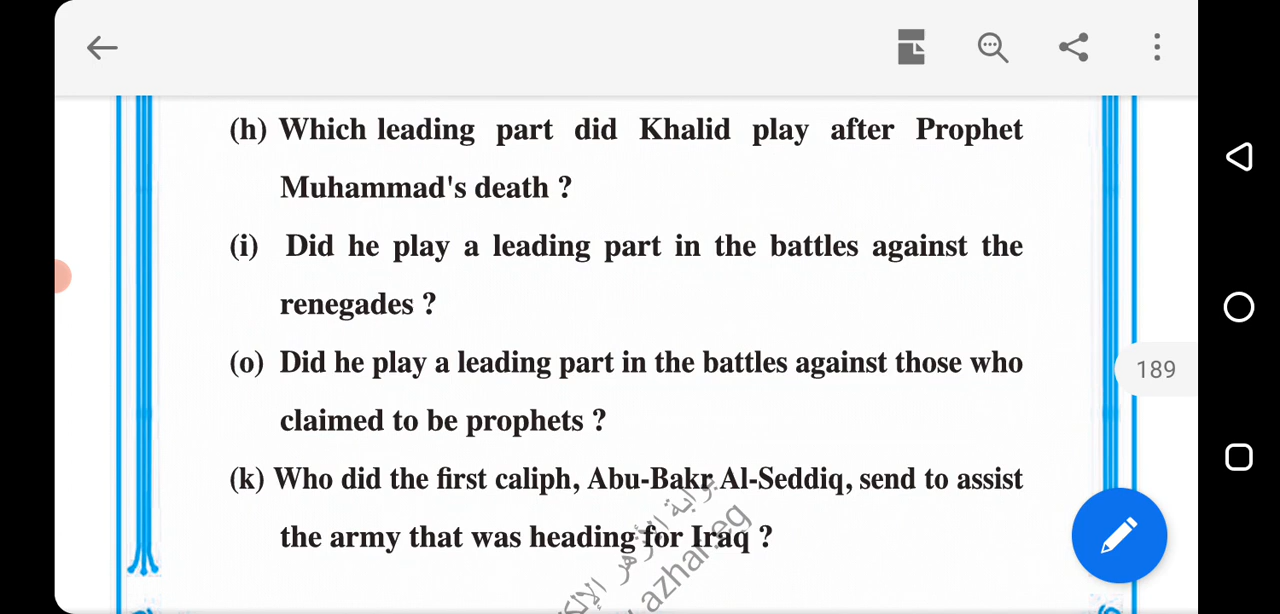 (h) Which leading part did Khalid play after Prophet
Muhammad's death ?
(i) Did he play a leading part in the battles against the
renegades ?
189
(o) Did he play a leading part in the battles against those who
claimed to be prophets ?
(k) Who did the first caliph, Abu-Bakr Al-Seddiq, send to assist
the army that was heading for Iraq ?
بوابة الأزهر
azhar.eg